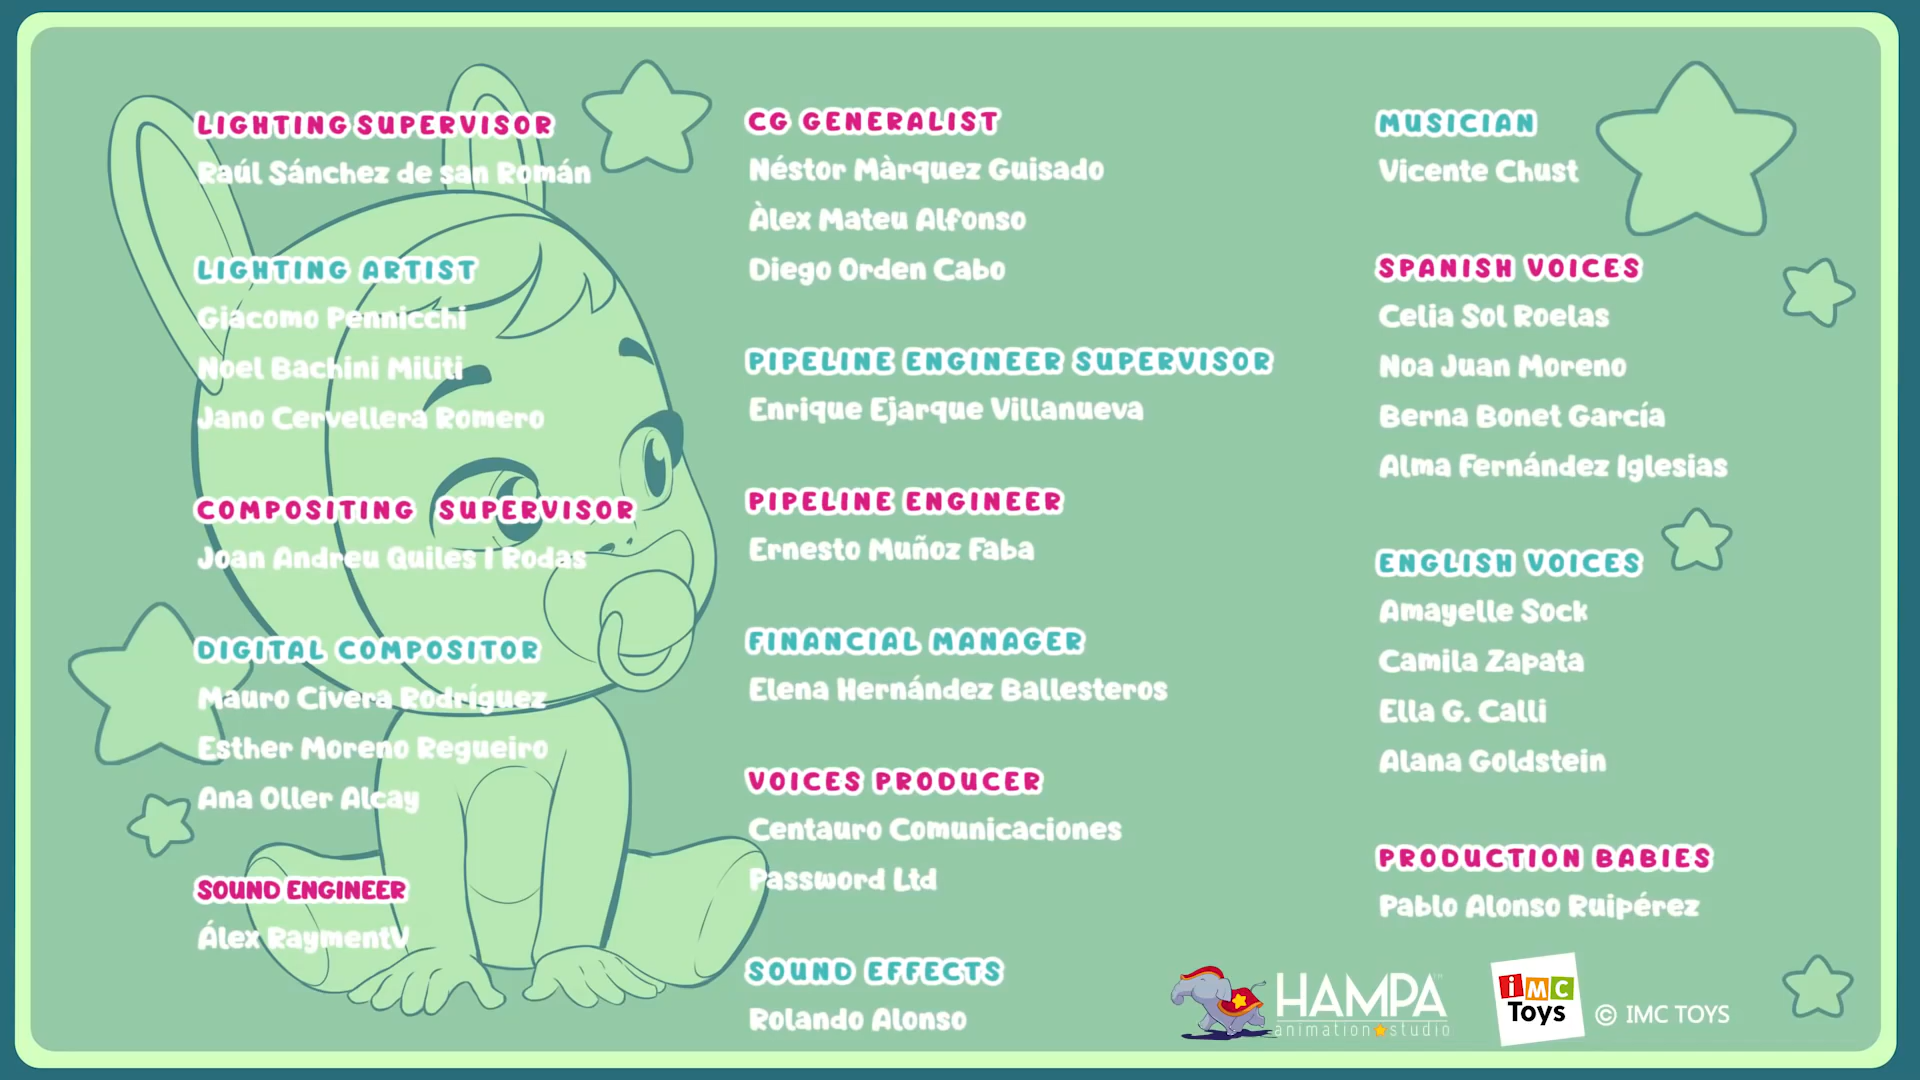 LIGHTING SUPERVISOR
Raúl Sánchez de san Román
LIGHTING ARTIST
Giacomo Pennicchi
Noel Bachini Militi
Jano Cervellera Romero
COMPOSITING SUPERVISOR
Joan Andreu Quiles I Rodas
DIGITAL COMPOSITOR
Mauro Civera Rodríguez
Esther Moreno Regueiro
Ana Oller Alcay
SOUND ENGINEER
Álex RaymentV
CG GENERALIST
Néstor Màrquez Guisado
Àlex Mateu Alfonso
Diego Orden Cabo
PIPELINE ENGINEER SUPERVISOR
Enrique Ejarque Villanueva
PIPELINE ENGINEER
Ernesto Muñoz Faba
FINANCIAL MANAGER
Elena Hernández Ballesteros
VOICES PRODUCER
Centauro Comunicaciones
Password Ltd
SOUND EFFECTS
Rolando Alonso
MUSICIAN
Vicente Chust
SPANISH VOICES
Celia Sol Roelas
Noa Juan Moreno
Berna Bonet García
Alma Fernández Iglesias
ENGLISH VOICES
Amayelle Sock
Camila Zapata
Ella G. Calli
Alana Goldstein
PRODUCTION BABIES
Pablo Alonso Ruipérez
HAMPA
animation studio
iMC
Toys
© IMC TOYS